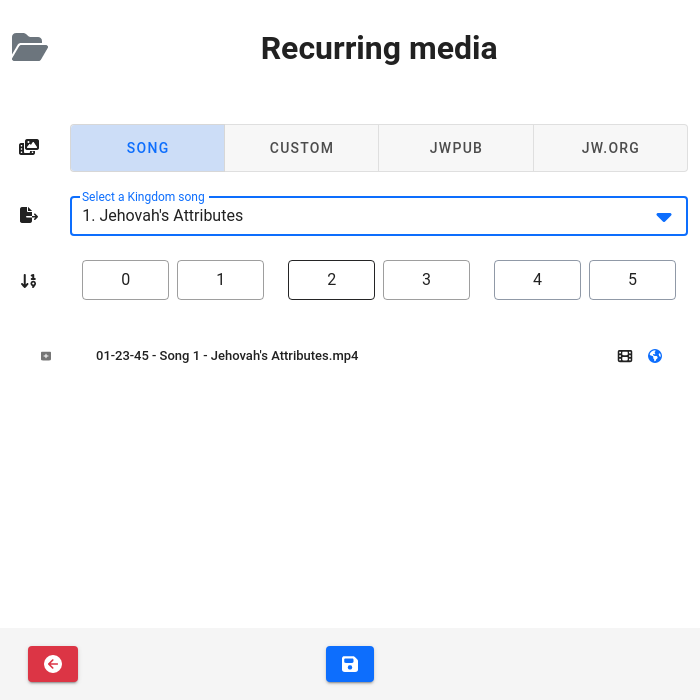 Recurring media
SONG CUSTOM JWPUB JW.ORG
Select a Kingdom song
1. Jehovah's Attributes
0 1 2 3 4 5
01-23-45 - Song 1 - Jehovah's Attributes.mp4